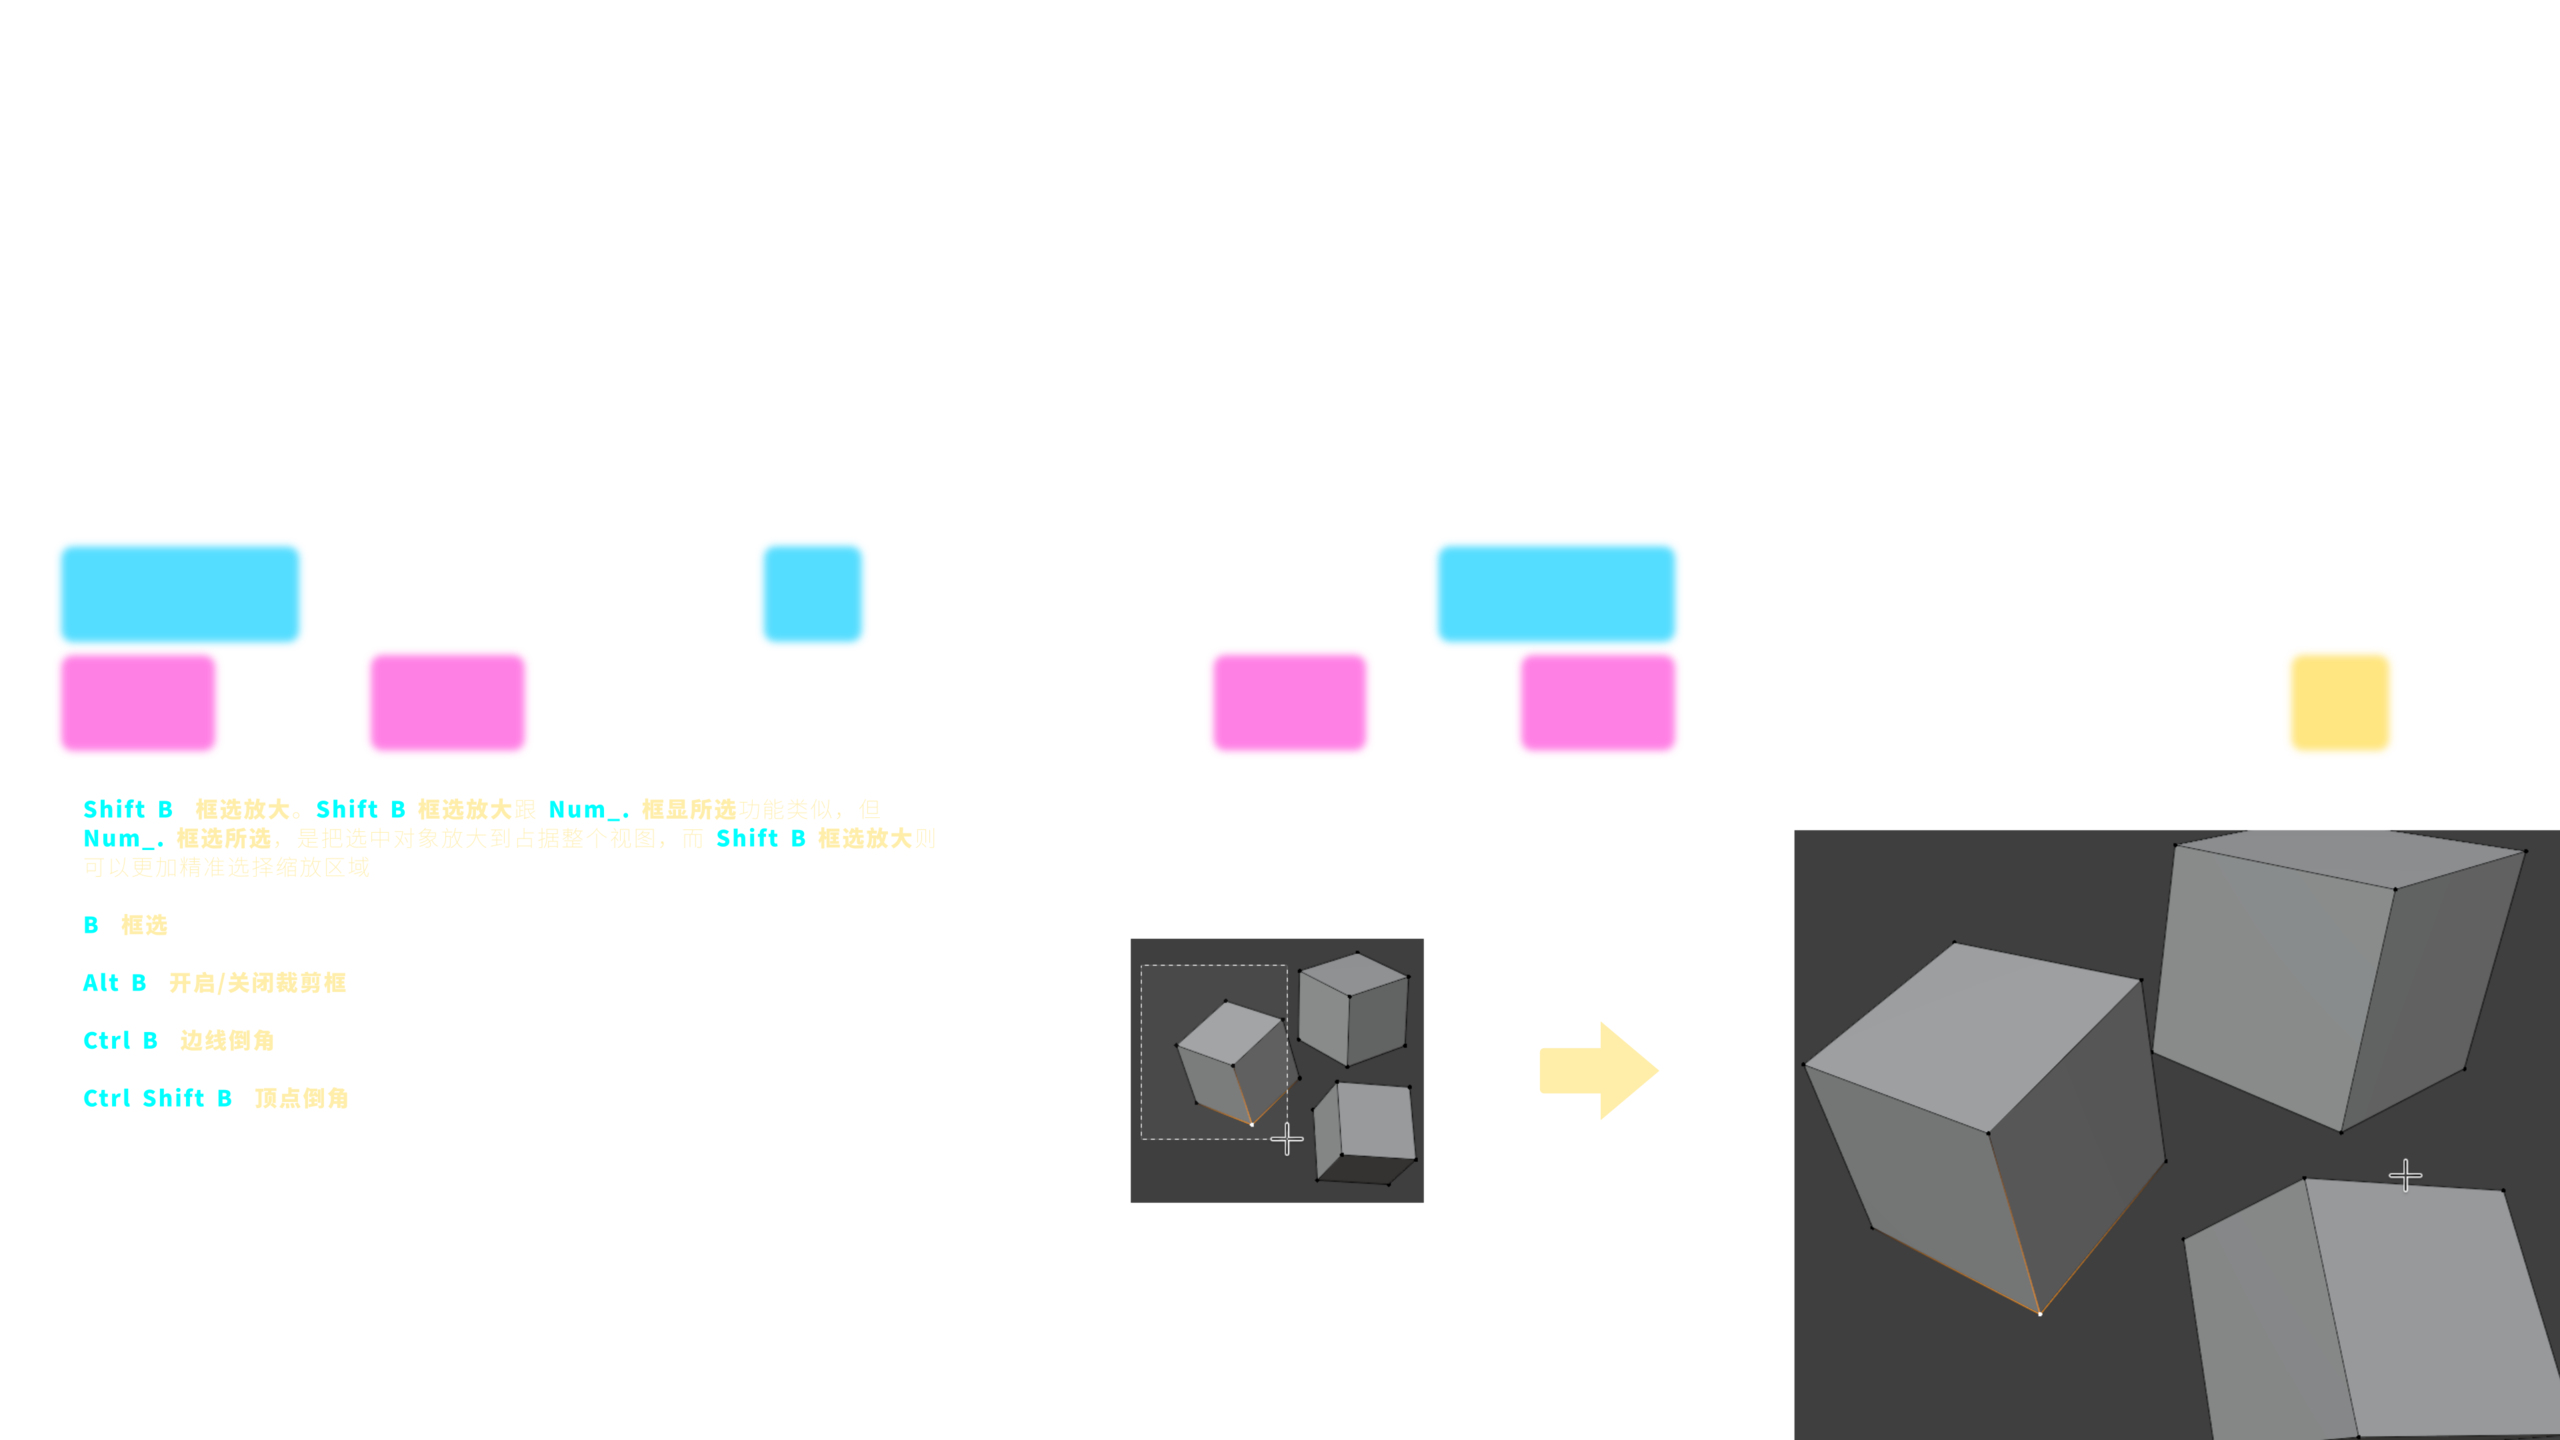 Shift B 框选放大。Shift B 框选放大跟 Num_. 框显所选功能类似，但
Num_. 框选所选，是把选中对象放大到占据整个视图，而 Shift B 框选放大则
可以更加精准选择缩放区域
B 框选
Alt B 开启/关闭裁剪框
Ctrl B 边线倒角
Ctrl Shift B 顶点倒角